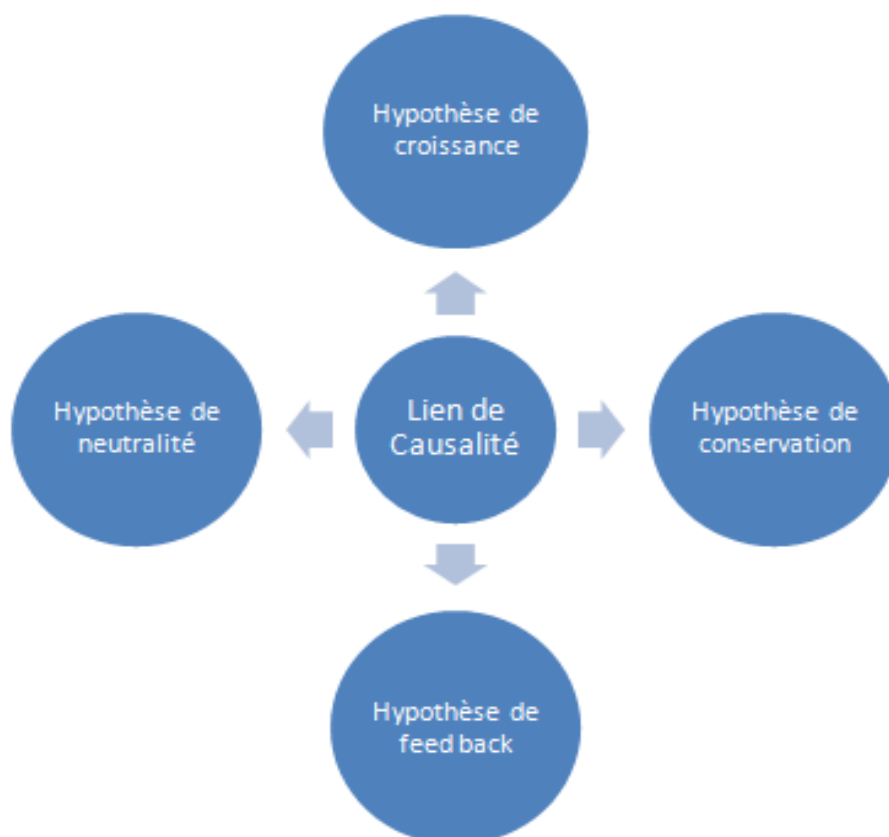 Hypothèse de
croissance
Hypothèse de
neutralité
Lien de
Causalité
Hypothèse de
conservation
Hypothèse de
feed back